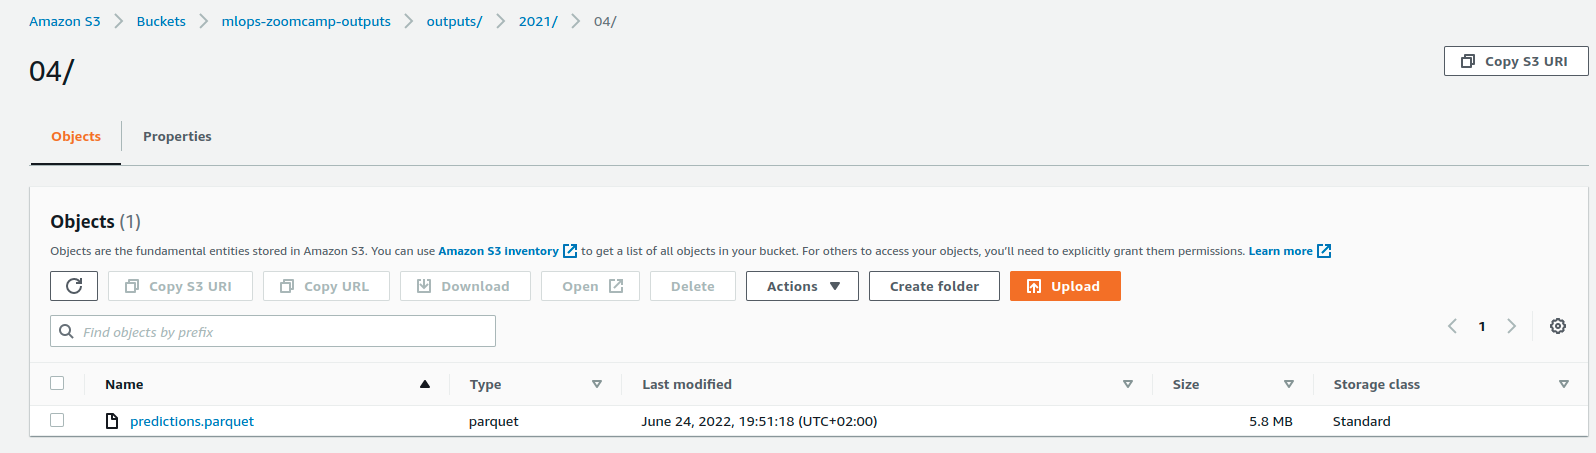 Amazon S3 Buckets mlops-zoomcamp-outputs outputs/ 2021/ 04/
04/
Copy S3 URI
Objects Properties
Objects (1)
Objects are the fundamental entities stored in Amazon S3. You can use Amazon S3 inventory to get a list of all objects in your bucket. For others to access your objects, you'll need to explicitly grant them permissions. Learn more
Copy S3 URI Copy URL Download Open Delete Actions Create folder Upload
Find objects by prefix
1
Name Type Last modified Size Storage class
predictions.parquet parquet June 24, 2022, 19:51:18 (UTC+02:00) 5.8 MB Standard